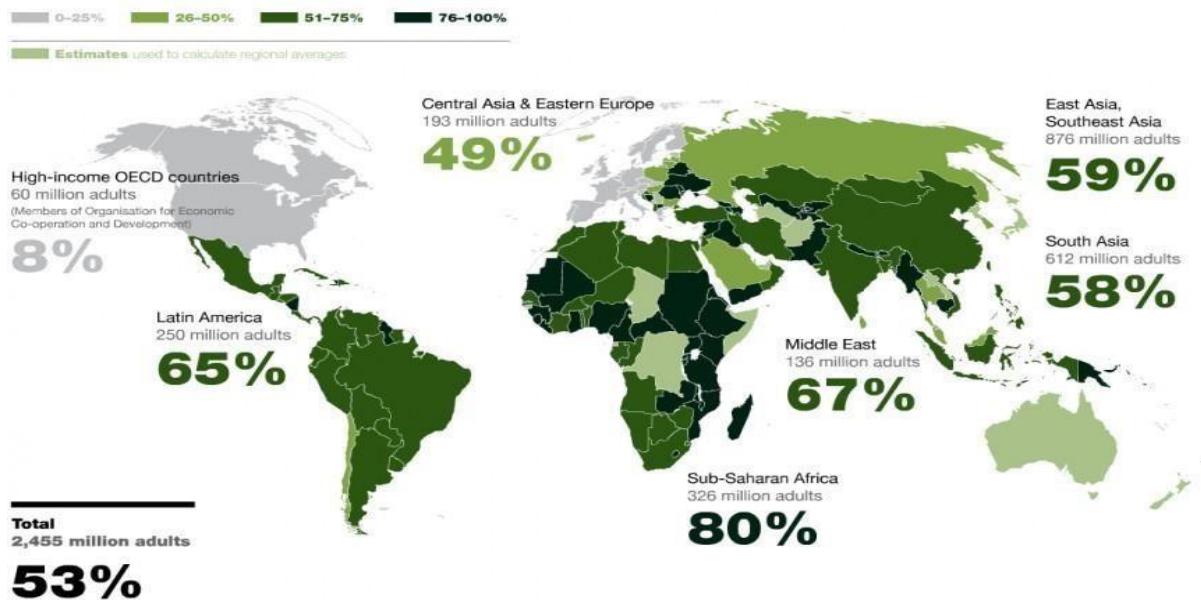 0–25% 26–50% 51–75% 76–100%
Estimates used to calculate regional averages
Central Asia & Eastern Europe
193 million adults
49%
East Asia,
Southeast Asia
876 million adults
59%
High-income OECD countries
60 million adults
(Members of Organisation for Economic
Co-operation and Development)
8%
South Asia
612 million adults
58%
Latin America
250 million adults
65%
Middle East
136 million adults
67%
Sub-Saharan Africa
326 million adults
80%
Total
2,455 million adults
53%